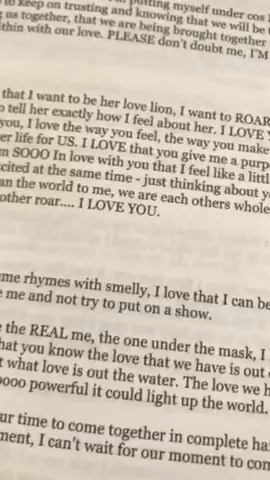 putting myself under cos I
to keep on trusting and knowing that we will be
us together, that we are being brought together
ithin with our love. PLEASE don't doubt me, I'M
that I want to be her love lion, I want to ROAR
o tell her exactly how I feel about her. I LOVE Y
you, I love the way you feel, the way you make
er life for US. I LOVE that you give me a purp
m SOOO In love with you that I feel like a littl
cited at the same time - just thinking about y
an the world to me, we are each others whole
other roar.... I LOVE YOU.
me rhymes with smelly, I love that I can be
e me and not try to put on a show.
e the REAL me, the one under the mask, I
hat you know the love that we have is out
t what love is out the water. The love we h
oooo powerful it could light up the world.
ur time to come together in complete ha
ment, I can't wait for our moment to com